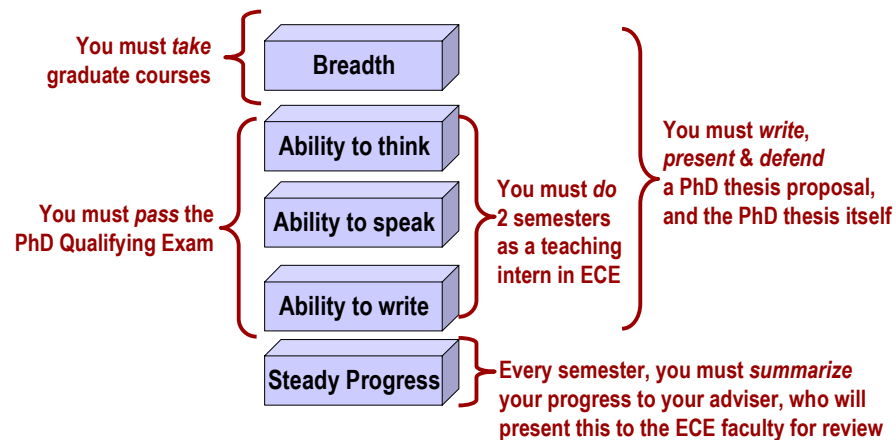 You must take
graduate courses
Breadth
Ability to think
Ability to speak
Ability to write
Steady Progress
You must pass the
PhD Qualifying Exam
You must do
2 semesters
as a teaching
intern in ECE
You must write,
present & defend
a PhD thesis proposal,
and the PhD thesis itself
Every semester, you must summarize
your progress to your adviser, who will
present this to the ECE faculty for review